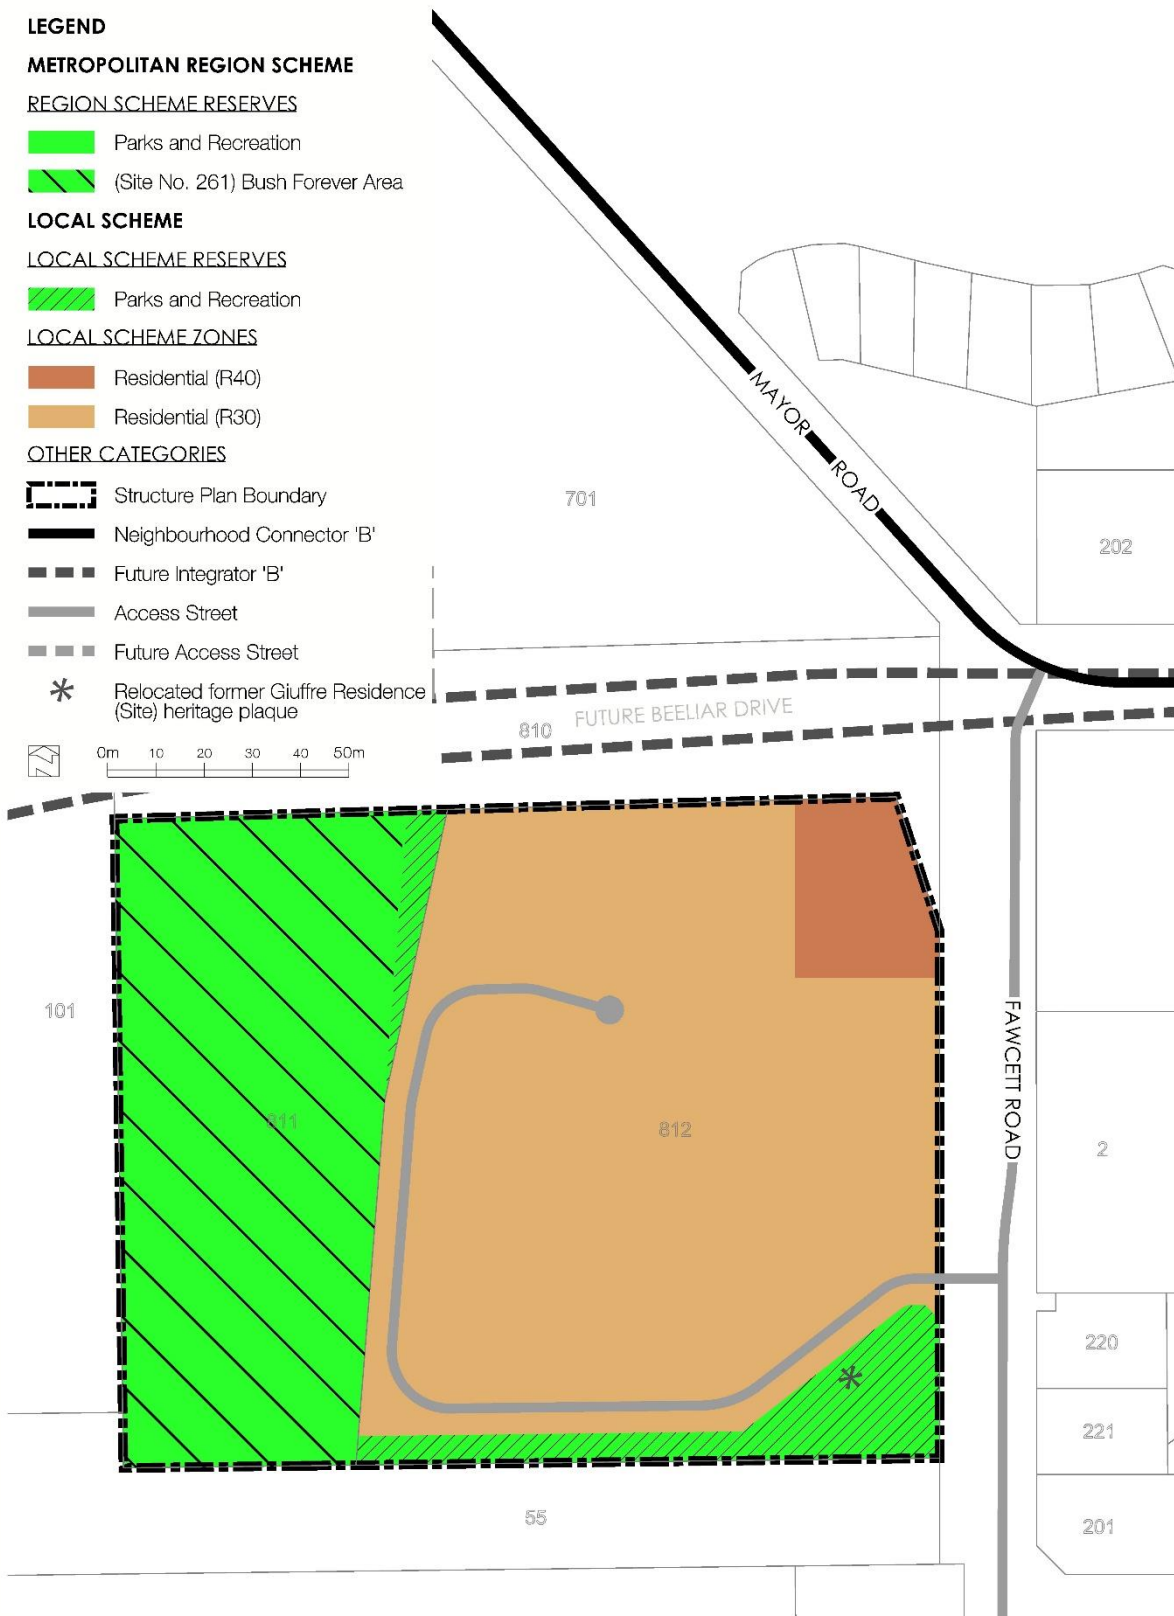 LEGEND
METROPOLITAN REGION SCHEME
REGION SCHEME RESERVES
Parks and Recreation
(Site No. 261) Bush Forever Area
LOCAL SCHEME
LOCAL SCHEME RESERVES
Parks and Recreation
LOCAL SCHEME ZONES
Residential (R40)
Residential (R30)
OTHER CATEGORIES
Structure Plan Boundary
Neighbourhood Connector 'B'
Future Integrator 'B'
Access Street
Future Access Street
Relocated former Giuffre Residence
(Site) heritage plaque
N
0m 10 20 30 40 50m
MAYOR ROAD
701
202
810
FUTURE BEELIAR DRIVE
101
811
812
FAWCETT ROAD
2
220
221
55
201